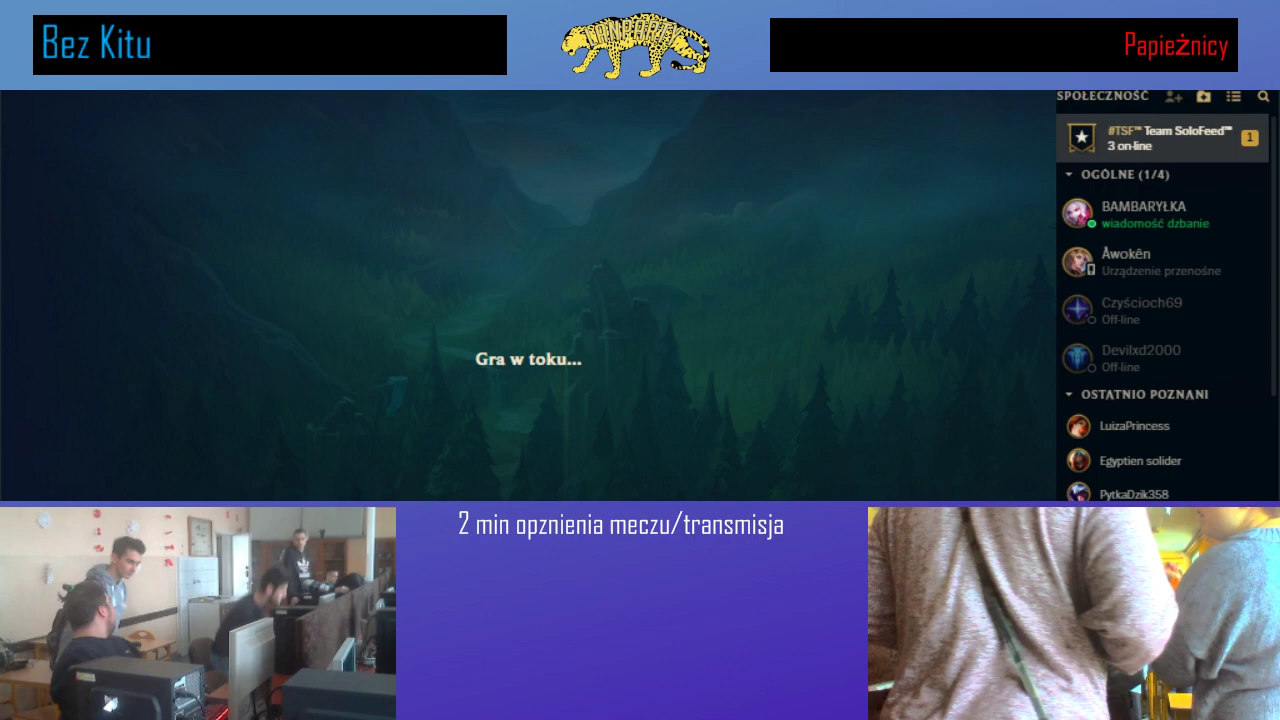 Bez Kitu
LANPARTY
Papieżnicy
SPOŁECZNOŚĆ
#TSF™ Team SoloFeed™
3 on-line
1
OGÓLNE (1/4)
BAMBARYŁKA
wiadomość dzbanie
Åwokên
Urządzenie przenośne
Czyścioch69
Off-line
Devilxd2000
Off-line
OSTATNIO POZNANI
LuizaPrincess
Egyptien solider
PytkaDzik358
Gra w toku...
2 min opznienia meczu/transmisja